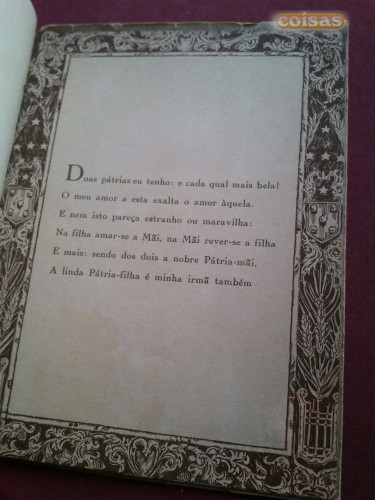 coisas
Duas pátrias eu tenho: e cada qual mais bela!
O meu amor a esta exalta o amor àquela.
E nem isto pareça estranho ou maravilha:
Na filha amar-se a Mãi, na Mãi rever-se a filha
E mais: sendo dos dois a nobre Pátria-mãi,
A linda Pátria-filha é minha irmã também